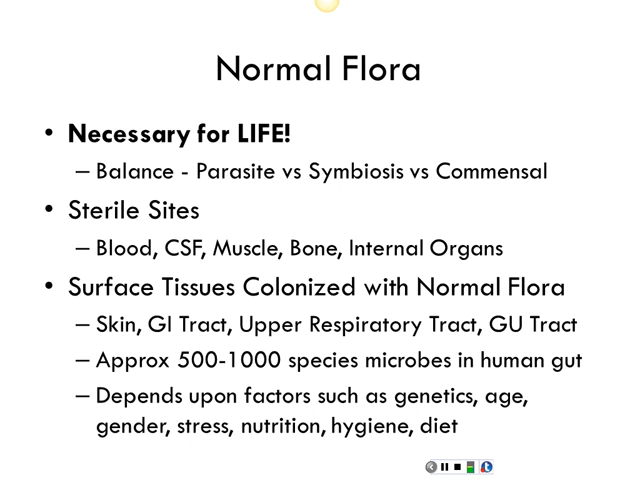 Normal Flora
• Necessary for LIFE!
– Balance - Parasite vs Symbiosis vs Commensal
• Sterile Sites
– Blood, CSF, Muscle, Bone, Internal Organs
• Surface Tissues Colonized with Normal Flora
– Skin, GI Tract, Upper Respiratory Tract, GU Tract
– Approx 500-1000 species microbes in human gut
– Depends upon factors such as genetics, age,
gender, stress, nutrition, hygiene, diet